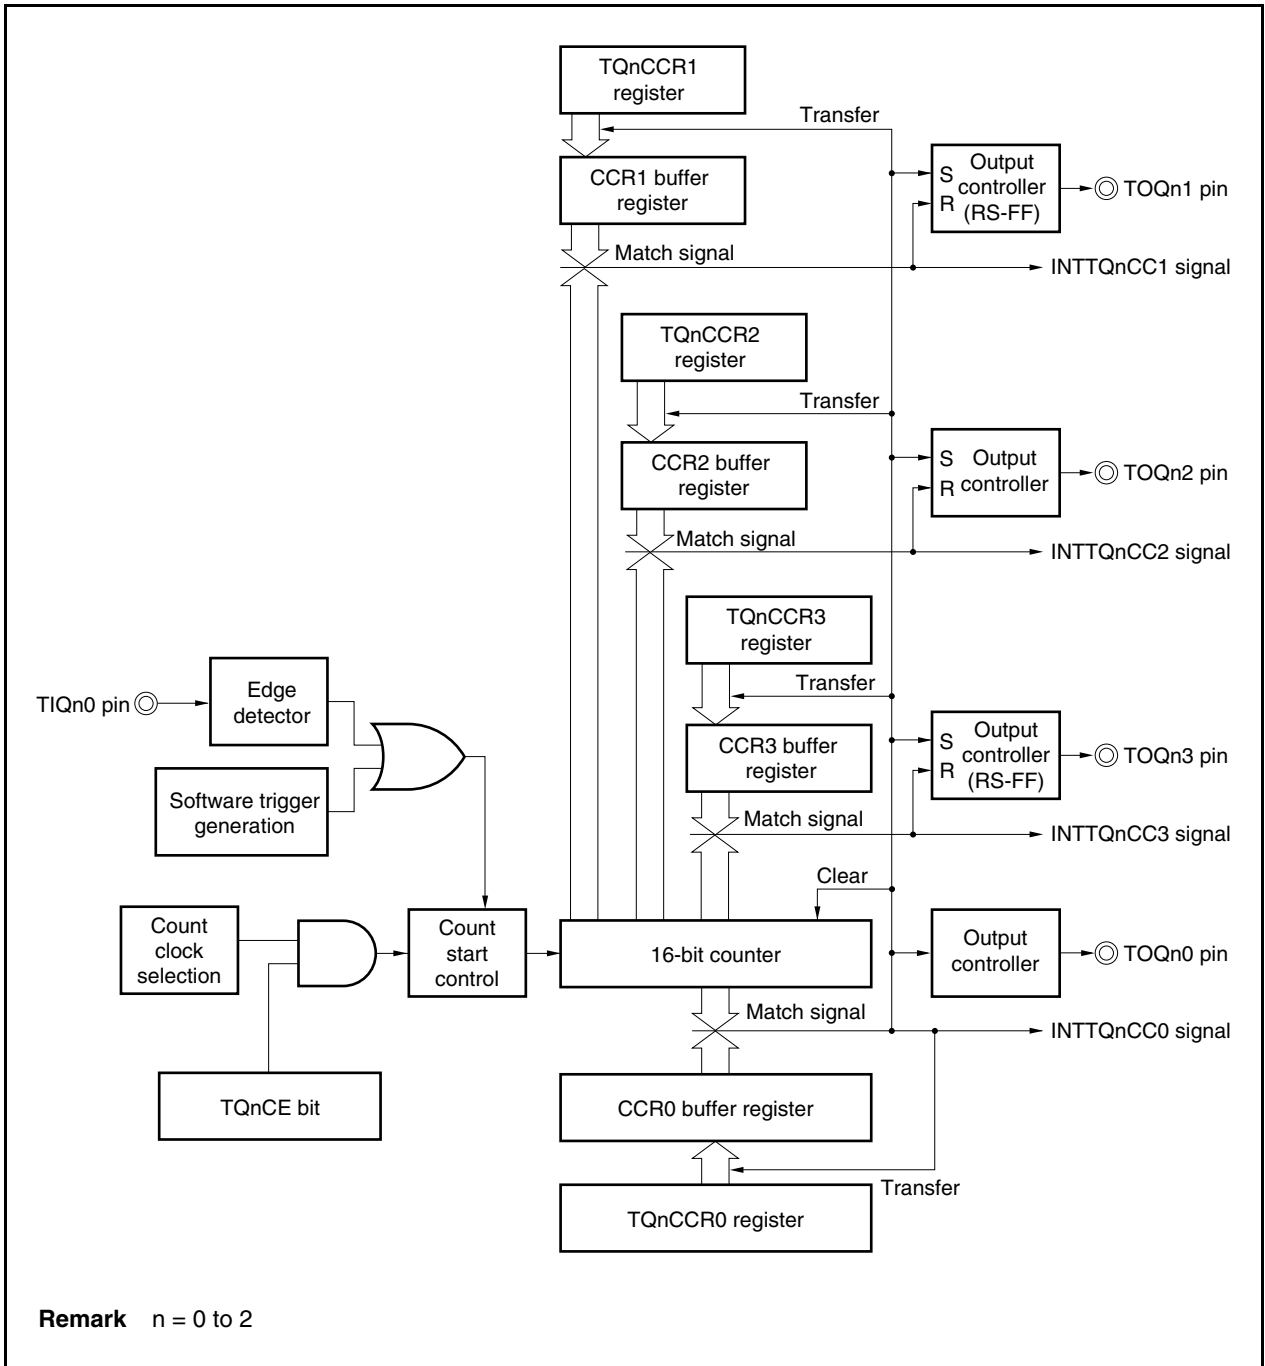 TQnCCR1
register
Transfer
CCR1 buffer
register
S
R
Output
controller
(RS-FF)
TOQn1 pin
Match signal
INTTQnCC1 signal
TQnCCR2
register
Transfer
CCR2 buffer
register
S
R
Output
controller
TOQn2 pin
Match signal
INTTQnCC2 signal
TQnCCR3
register
Transfer
CCR3 buffer
register
S
R
Output
controller
(RS-FF)
TOQn3 pin
Match signal
INTTQnCC3 signal
TIQn0 pin
Edge
detector
Software trigger
generation
Clear
Count
clock
selection
Count
start
control
16-bit counter
Output
controller
TOQn0 pin
Match signal
INTTQnCC0 signal
TQnCE bit
CCR0 buffer register
Transfer
TQnCCR0 register
Remark n = 0 to 2